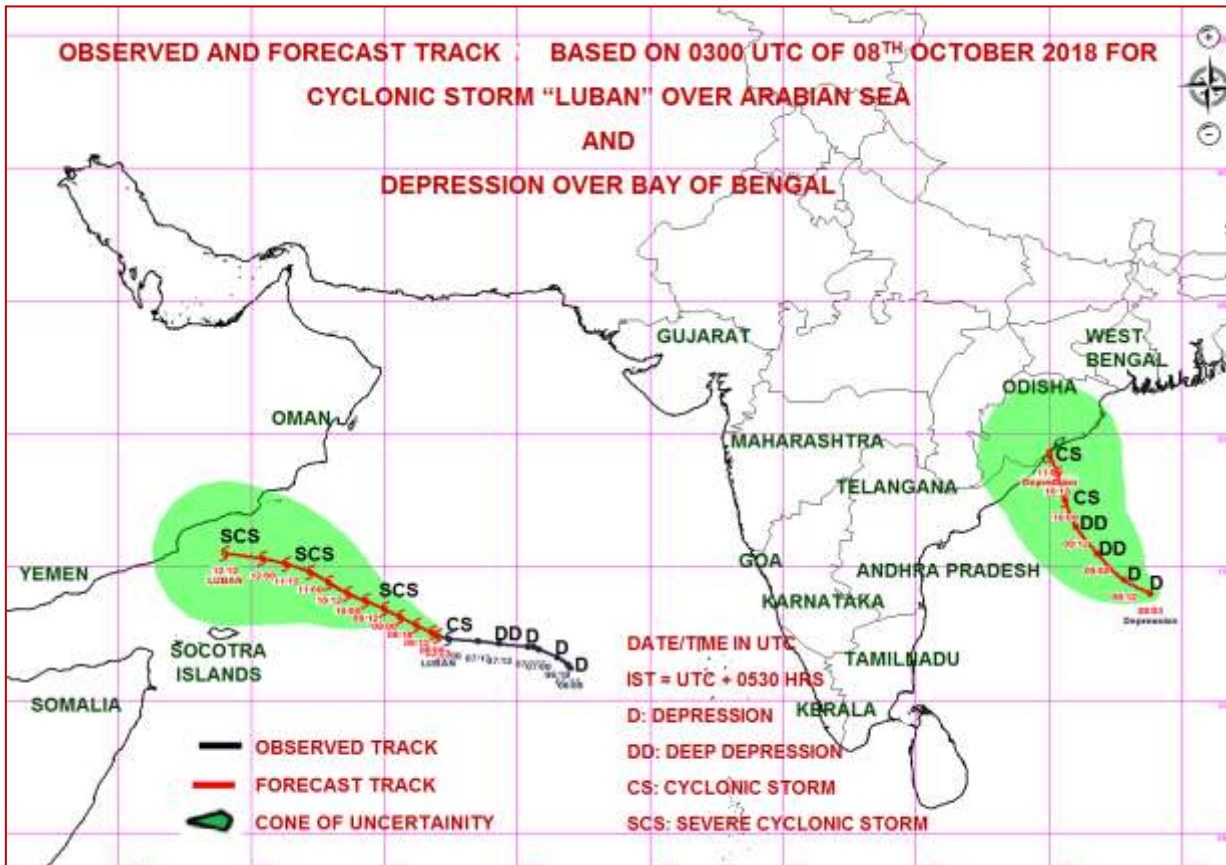 OBSERVED AND FORECAST TRACK BASED ON 0300 UTC OF 08TH OCTOBER 2018 FOR
CYCLONIC STORM “LUBAN” OVER ARABIAN SEA
AND
DEPRESSION OVER BAY OF BENGAL
GUJARAT
WEST
BENGAL
ODISHA
OMAN
MAHARASHTRA
CS
TELANGANA
Depression
CS
DD
SCS
SCS
DD
YEMEN
LUBAN
GOA
ANDHRA PRADESH
D
D
SCS
KARNATAKA
Depression
CS
DD
D
D
D
LUBAN
SOCOTRA
ISLANDS
SOMALIA
DATE/TIME IN UTC
TAMILNADU
IST = UTC + 0530 HRS
KERALA
D: DEPRESSION
OBSERVED TRACK
DD: DEEP DEPRESSION
FORECAST TRACK
CS: CYCLONIC STORM
CONE OF UNCERTAINITY
SCS: SEVERE CYCLONIC STORM